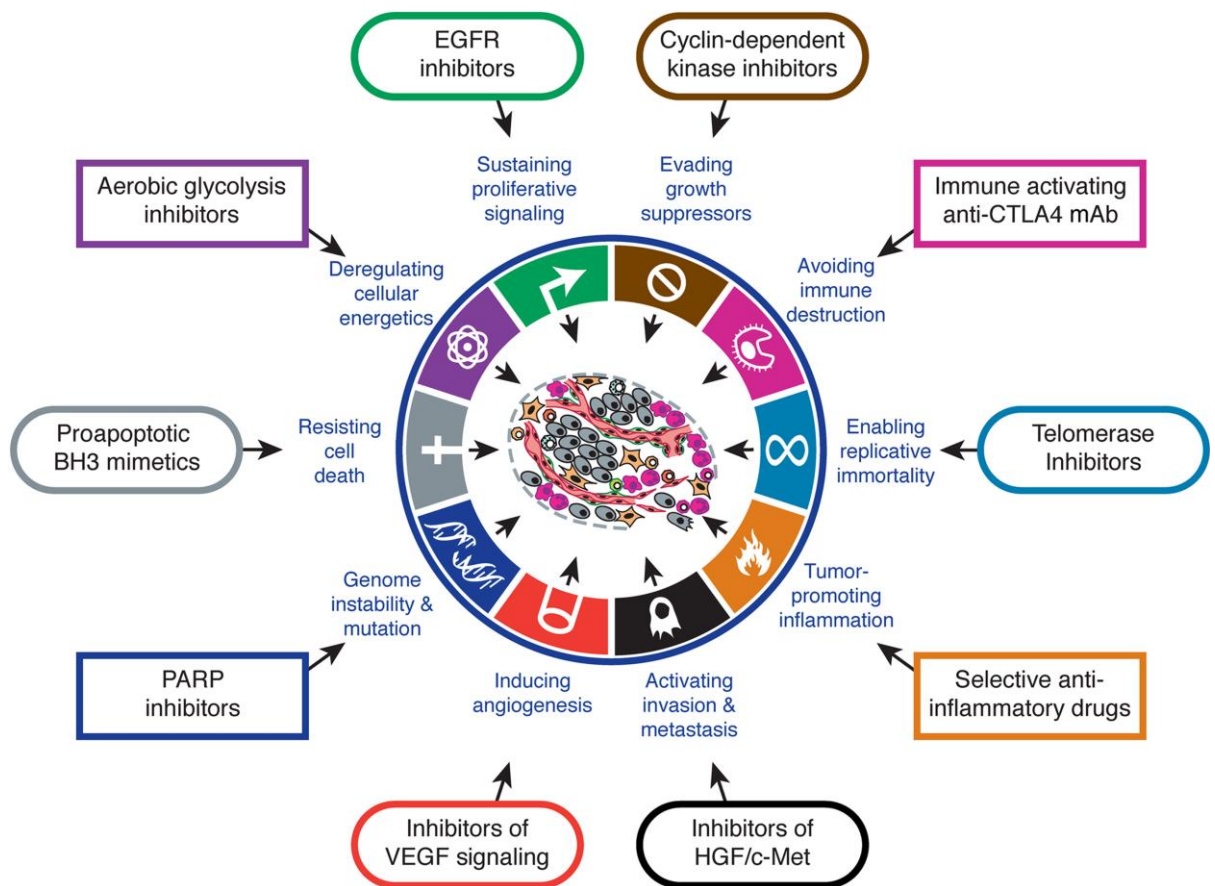 EGFR
inhibitors
Cyclin-dependent
kinase inhibitors
Sustaining
proliferative
signaling
Evading
growth
suppressors
Aerobic glycolysis
inhibitors
Immune activating
anti-CTLA4 mAb
Deregulating
cellular
energetics
Avoiding
immune
destruction
Proapoptotic
BH3 mimetics
Resisting
cell
death
Enabling
replicative
immortality
Telomerase
Inhibitors
Genome
instability &
mutation
Tumor-
promoting
inflammation
PARP
inhibitors
Inducing
angiogenesis
Activating
invasion &
metastasis
Selective anti-
inflammatory drugs
Inhibitors of
VEGF signaling
Inhibitors of
HGF/c-Met